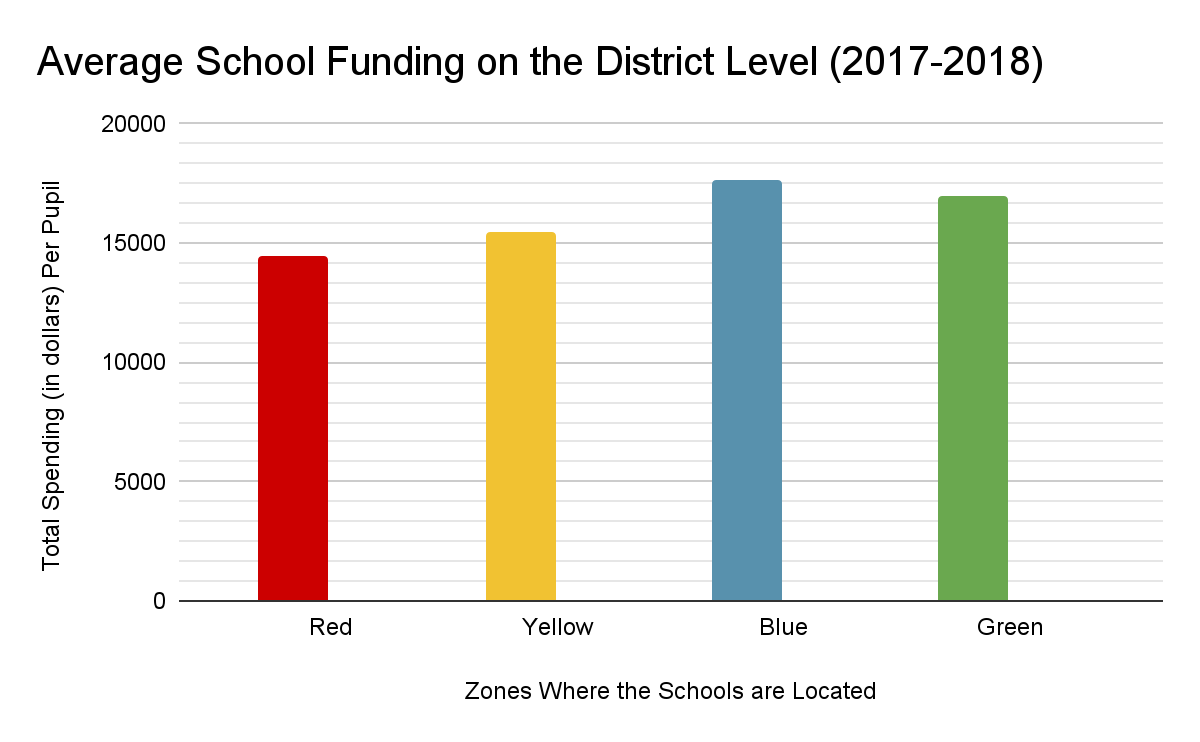 Average School Funding on the District Level (2017-2018)
Total Spending (in dollars) Per Pupil
20000
15000
10000
5000
0
Red Yellow Blue Green
Zones Where the Schools are Located